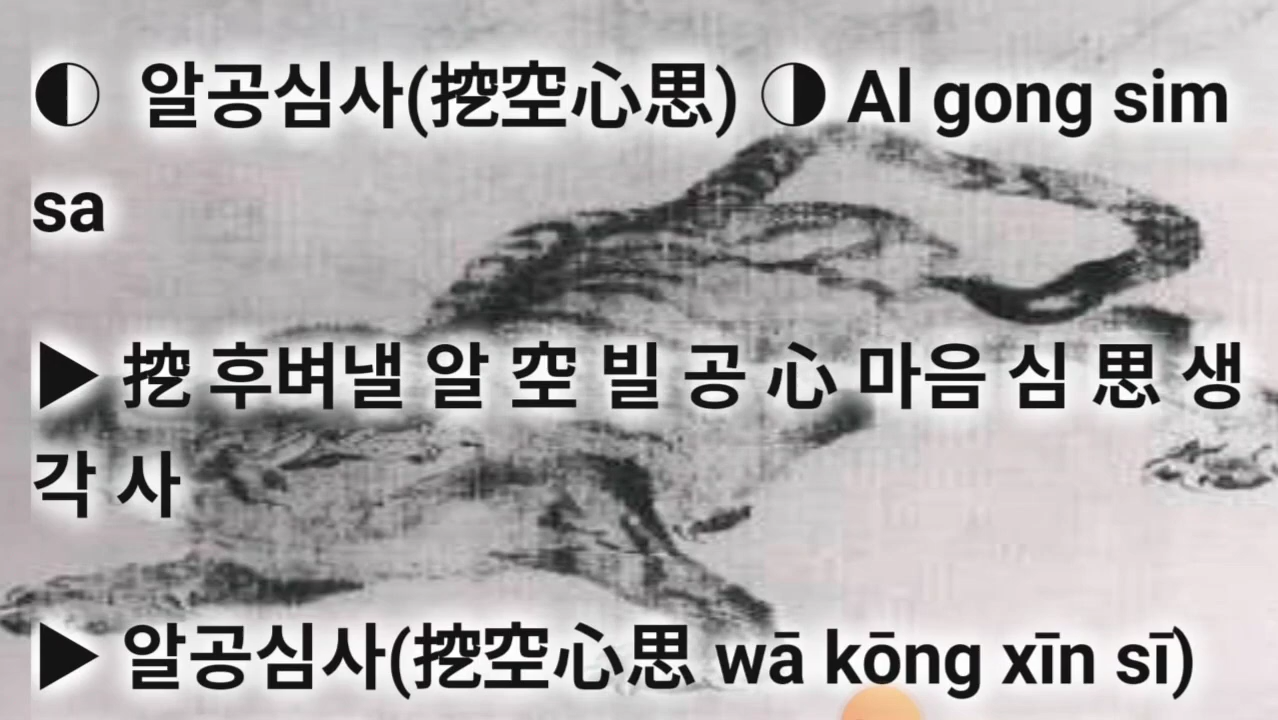 ◐ 알공심사(挖空心思) ◑ Al gong sim
sa
▶ 挖 후벼낼 알 空 빌 공 心 마음 심 思 생
각 사
▶ 알공심사(挖空心思 wā kōng xīn sī)